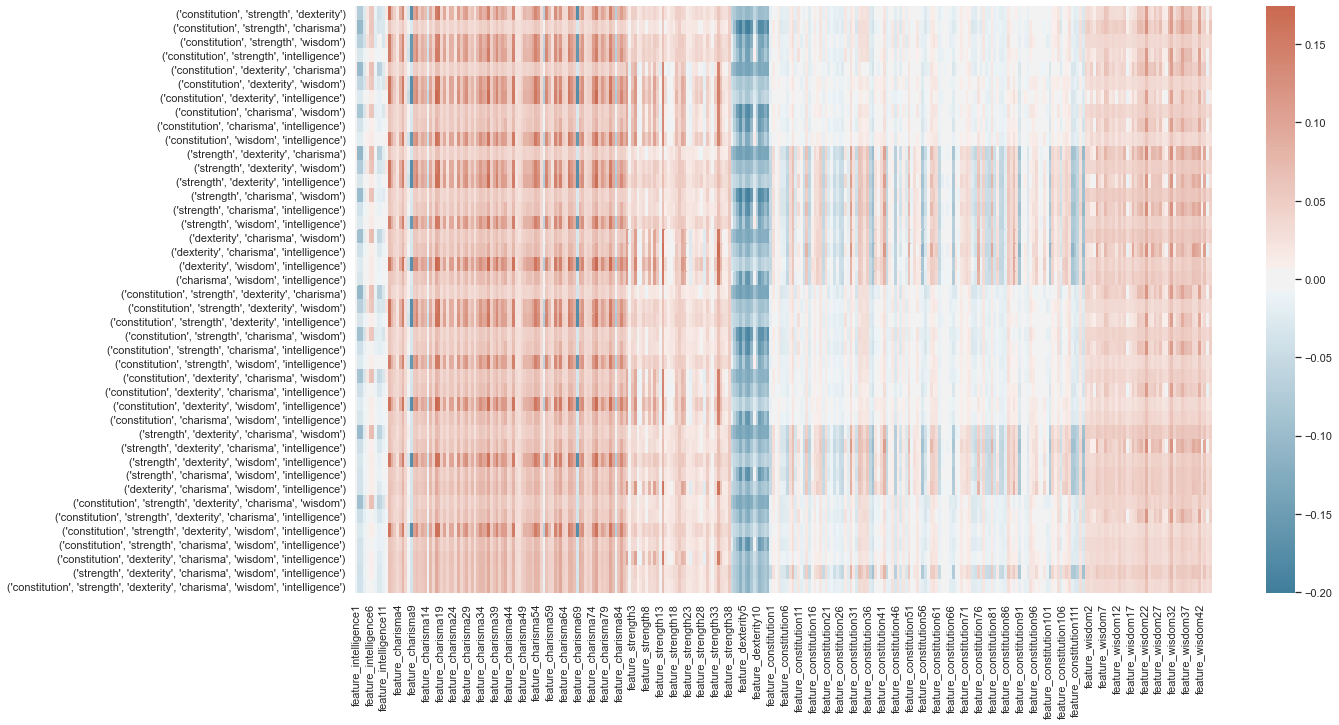 ('constitution', 'strength', 'dexterity')
('constitution', 'strength', 'charisma')
('constitution', 'strength', 'wisdom')
('constitution', 'strength', 'intelligence')
('constitution', 'dexterity', 'charisma')
('constitution', 'dexterity', 'wisdom')
('constitution', 'dexterity', 'intelligence')
('constitution', 'charisma', 'wisdom')
('constitution', 'charisma', 'intelligence')
('constitution', 'wisdom', 'intelligence')
('strength', 'dexterity', 'charisma')
('strength', 'dexterity', 'wisdom')
('strength', 'dexterity', 'intelligence')
('strength', 'charisma', 'wisdom')
('strength', 'charisma', 'intelligence')
('strength', 'wisdom', 'intelligence')
('dexterity', 'charisma', 'wisdom')
('dexterity', 'charisma', 'intelligence')
('dexterity', 'wisdom', 'intelligence')
('charisma', 'wisdom', 'intelligence')
('constitution', 'strength', 'dexterity', 'charisma')
('constitution', 'strength', 'dexterity', 'wisdom')
('constitution', 'strength', 'dexterity', 'intelligence')
('constitution', 'strength', 'charisma', 'wisdom')
('constitution', 'strength', 'charisma', 'intelligence')
('constitution', 'strength', 'wisdom', 'intelligence')
('constitution', 'dexterity', 'charisma', 'wisdom')
('constitution', 'dexterity', 'charisma', 'intelligence')
('constitution', 'dexterity', 'wisdom', 'intelligence')
('constitution', 'charisma', 'wisdom', 'intelligence')
('strength', 'dexterity', 'charisma', 'wisdom')
('strength', 'dexterity', 'charisma', 'intelligence')
('strength', 'dexterity', 'wisdom', 'intelligence')
('strength', 'charisma', 'wisdom', 'intelligence')
('dexterity', 'charisma', 'wisdom', 'intelligence')
('constitution', 'strength', 'dexterity', 'charisma', 'wisdom')
('constitution', 'strength', 'dexterity', 'charisma', 'intelligence')
('constitution', 'strength', 'dexterity', 'wisdom', 'intelligence')
('constitution', 'strength', 'charisma', 'wisdom', 'intelligence')
('constitution', 'dexterity', 'charisma', 'wisdom', 'intelligence')
('strength', 'dexterity', 'charisma', 'wisdom', 'intelligence')
('constitution', 'strength', 'dexterity', 'charisma', 'wisdom', 'intelligence')
feature_intelligence1
feature_intelligence6
feature_intelligence11
feature_charisma4
feature_charisma9
feature_charisma14
feature_charisma19
feature_charisma24
feature_charisma29
feature_charisma34
feature_charisma39
feature_charisma44
feature_charisma49
feature_charisma54
feature_charisma59
feature_charisma64
feature_charisma69
feature_charisma74
feature_charisma79
feature_charisma84
feature_strength3
feature_strength8
feature_strength13
feature_strength18
feature_strength23
feature_strength28
feature_strength33
feature_strength38
feature_dexterity5
feature_dexterity10
feature_constitution1
feature_constitution6
feature_constitution11
feature_constitution16
feature_constitution21
feature_constitution26
feature_constitution31
feature_constitution36
feature_constitution41
feature_constitution46
feature_constitution51
feature_constitution56
feature_constitution61
feature_constitution66
feature_constitution71
feature_constitution76
feature_constitution81
feature_constitution86
feature_constitution91
feature_constitution96
feature_constitution101
feature_constitution106
feature_constitution111
feature_wisdom2
feature_wisdom7
feature_wisdom12
feature_wisdom17
feature_wisdom22
feature_wisdom27
feature_wisdom32
feature_wisdom37
feature_wisdom42
0.15
0.10
0.05
0.00
−0.05
−0.10
−0.15
−0.20